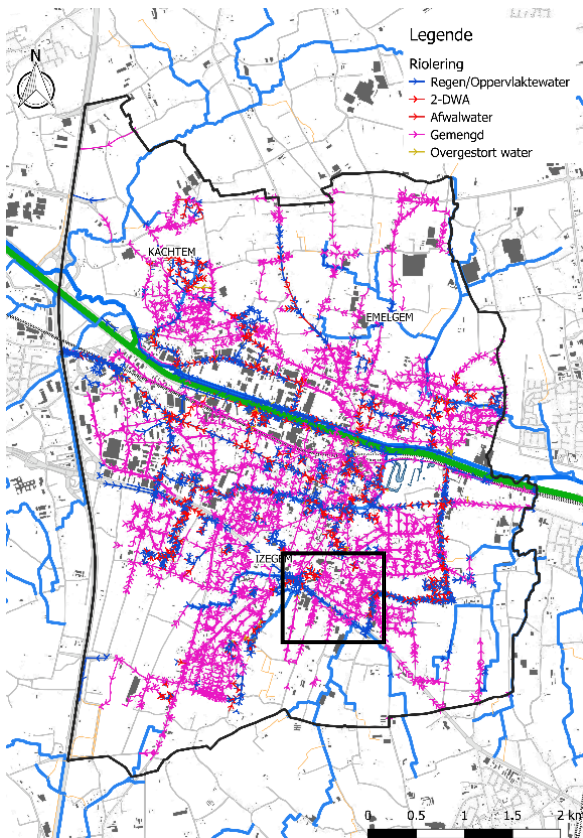 Legende
N
Riolering
Regen/Oppervlaktewater
2-DWA
Afwalwater
Gemengd
Overgestort water
KACHTEM
EMELGEM
IZEGEM
0 0.5 1 1.5 2 km